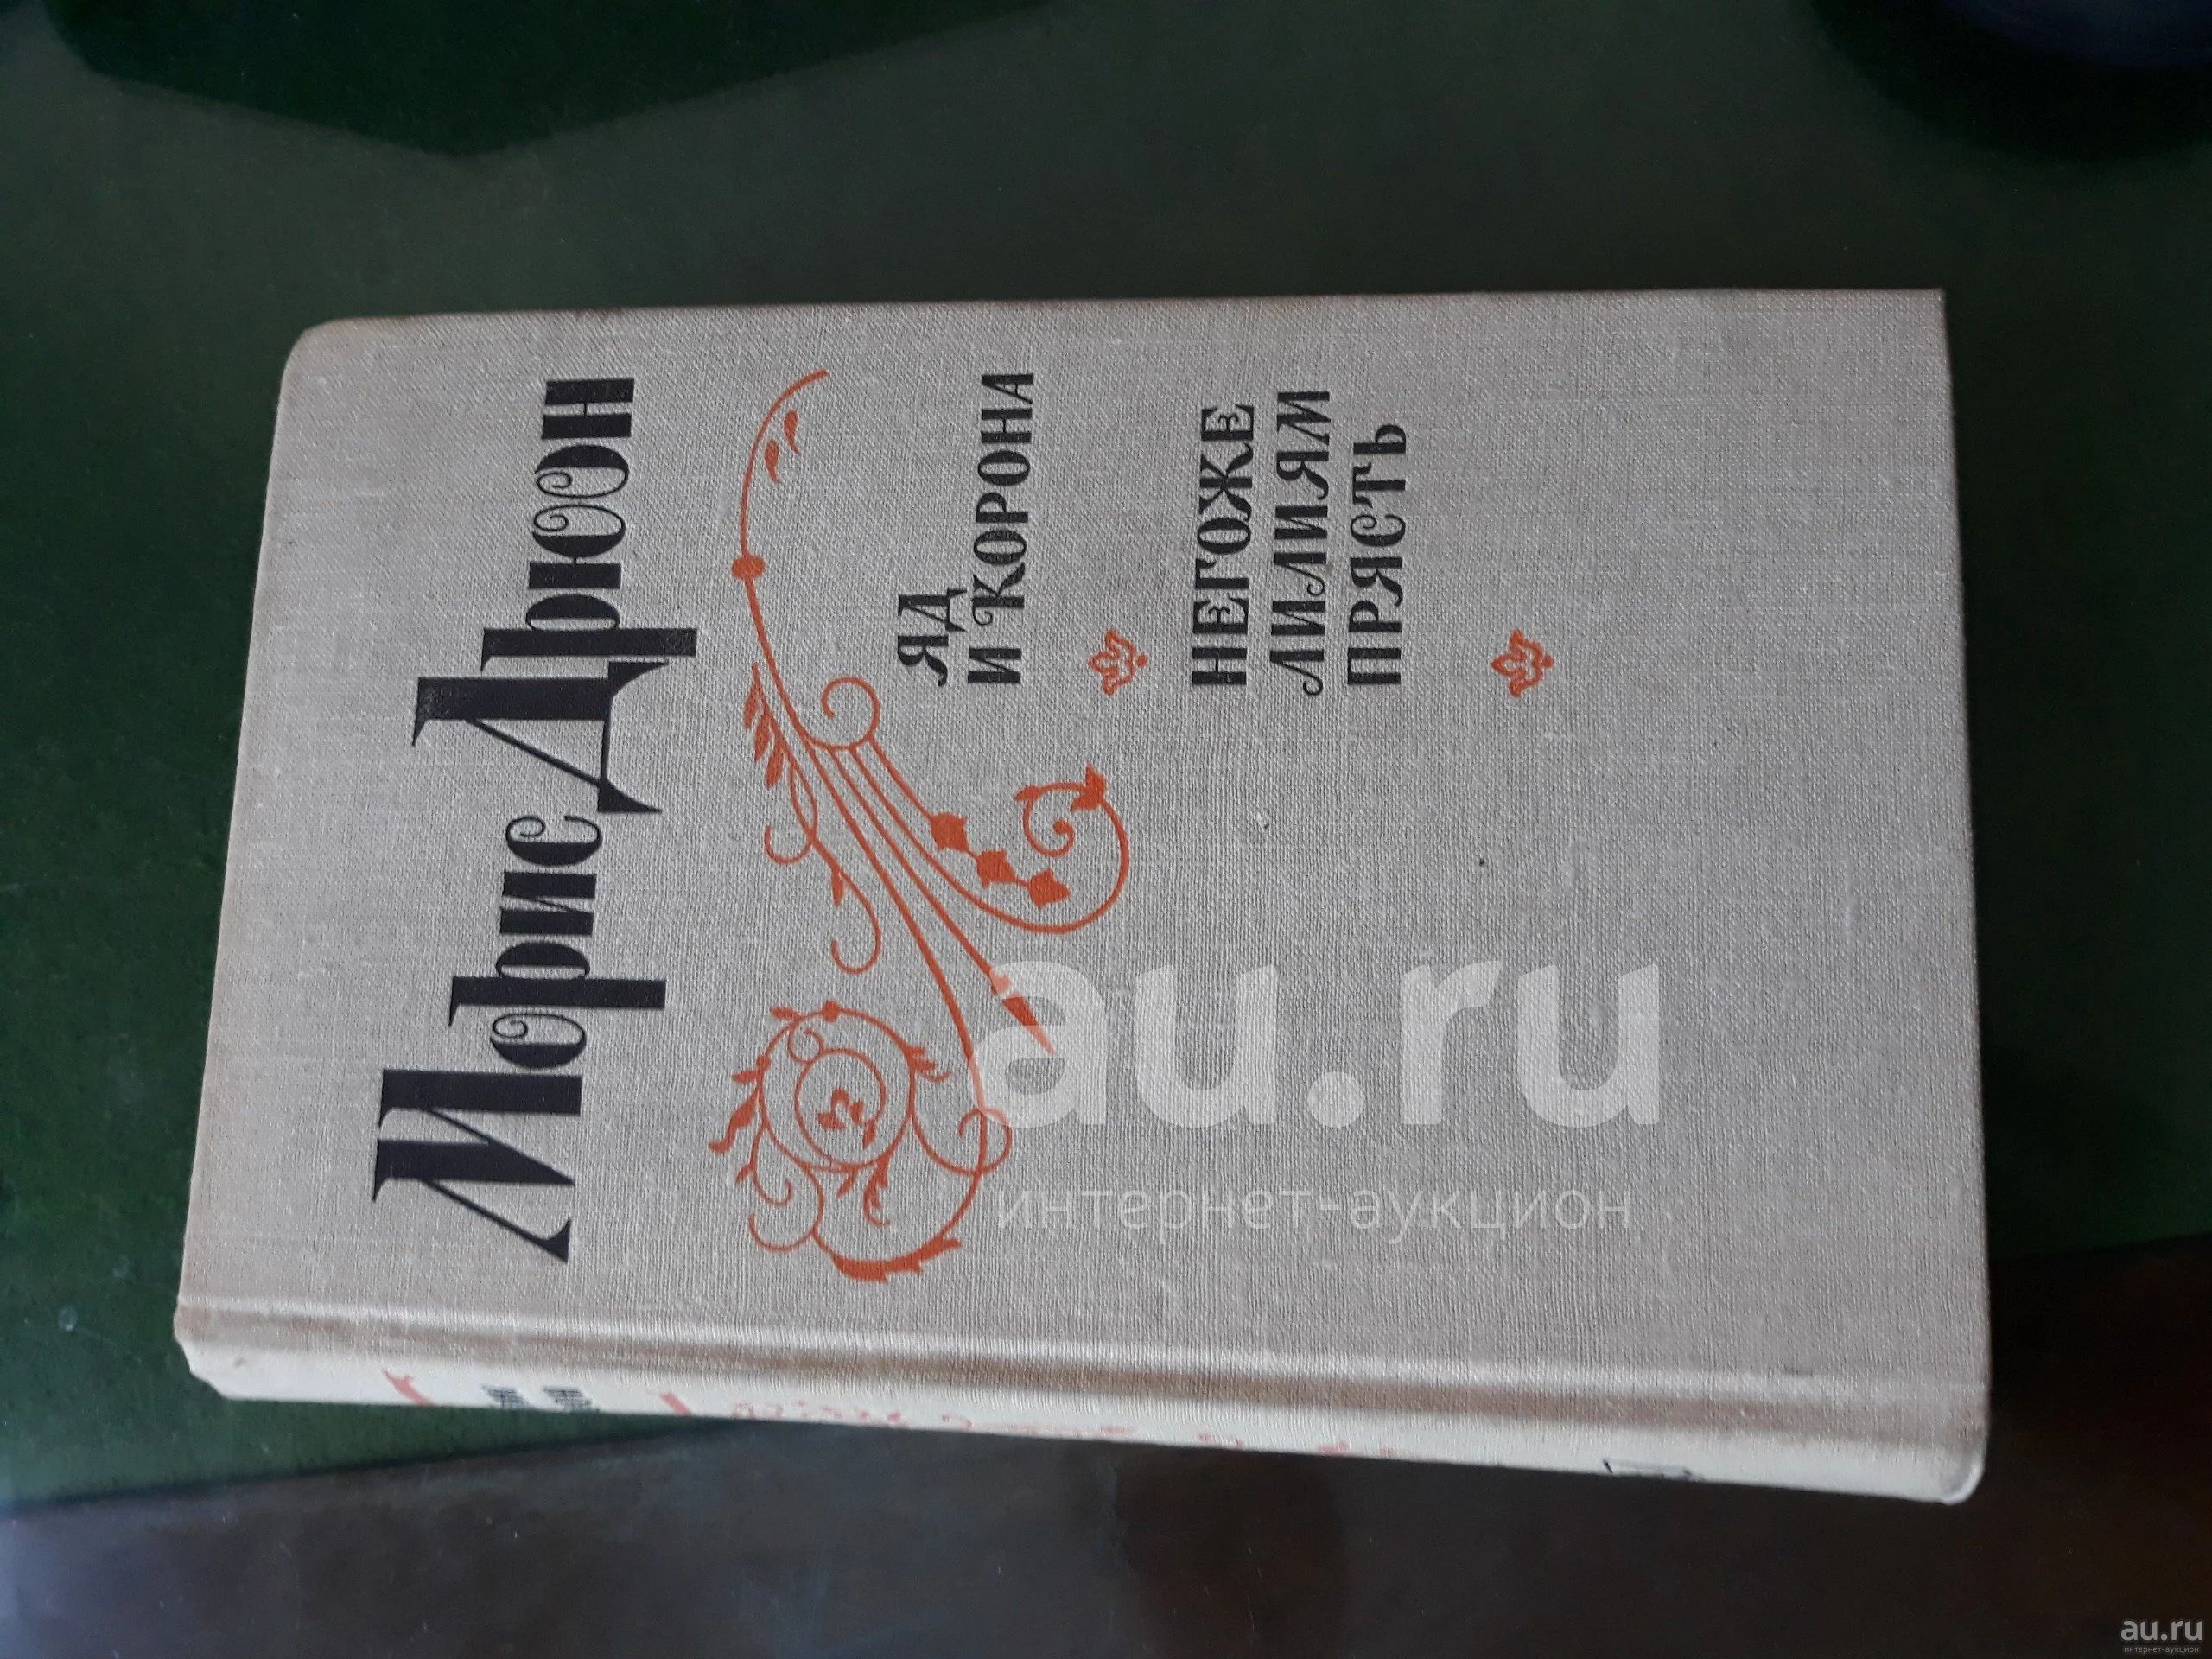 Морис Дрюон
ЯД
И КОРОНА
НЕГОЖЕ
ЛИЛИЯМ
ПРЯСТЬ
au.ru
интернет-аукцион
au.ru
интернет-аукцион